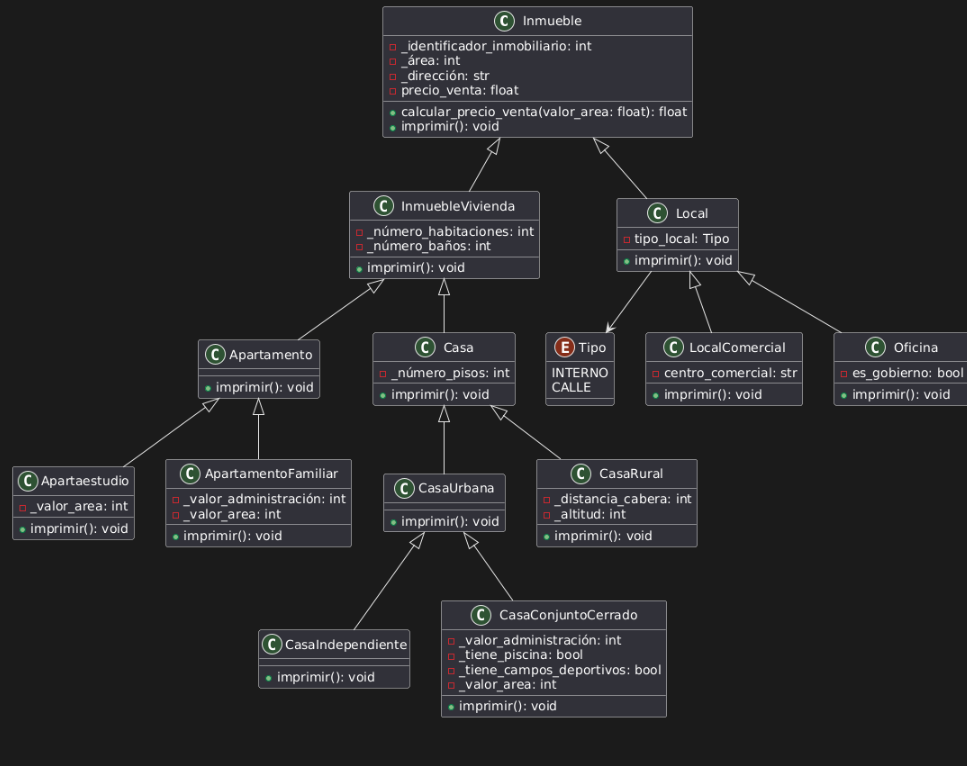 C Inmueble
_identificador_inmobiliario: int
_área: int
_dirección: str
precio_venta: float
calcular_precio_venta(valor_area: float): float
imprimir(): void
C InmuebleVivienda
_número_habitaciones: int
_número_baños: int
imprimir(): void
C Local
tipo_local: Tipo
imprimir(): void
C Apartamento
imprimir(): void
C Casa
_número_pisos: int
imprimir(): void
E Tipo
INTERNO
CALLE
C LocalComercial
centro_comercial: str
imprimir(): void
C Oficina
es_gobierno: bool
imprimir(): void
C Apartaestudio
_valor_area: int
imprimir(): void
C ApartamentoFamiliar
_valor_administración: int
_valor_area: int
imprimir(): void
C CasaUrbana
imprimir(): void
C CasaRural
_distancia_cabera: int
_altitud: int
imprimir(): void
C CasaIndependiente
imprimir(): void
C CasaConjuntoCerrado
_valor_administración: int
_tiene_piscina: bool
_tiene_campos_deportivos: bool
_valor_area: int
imprimir(): void